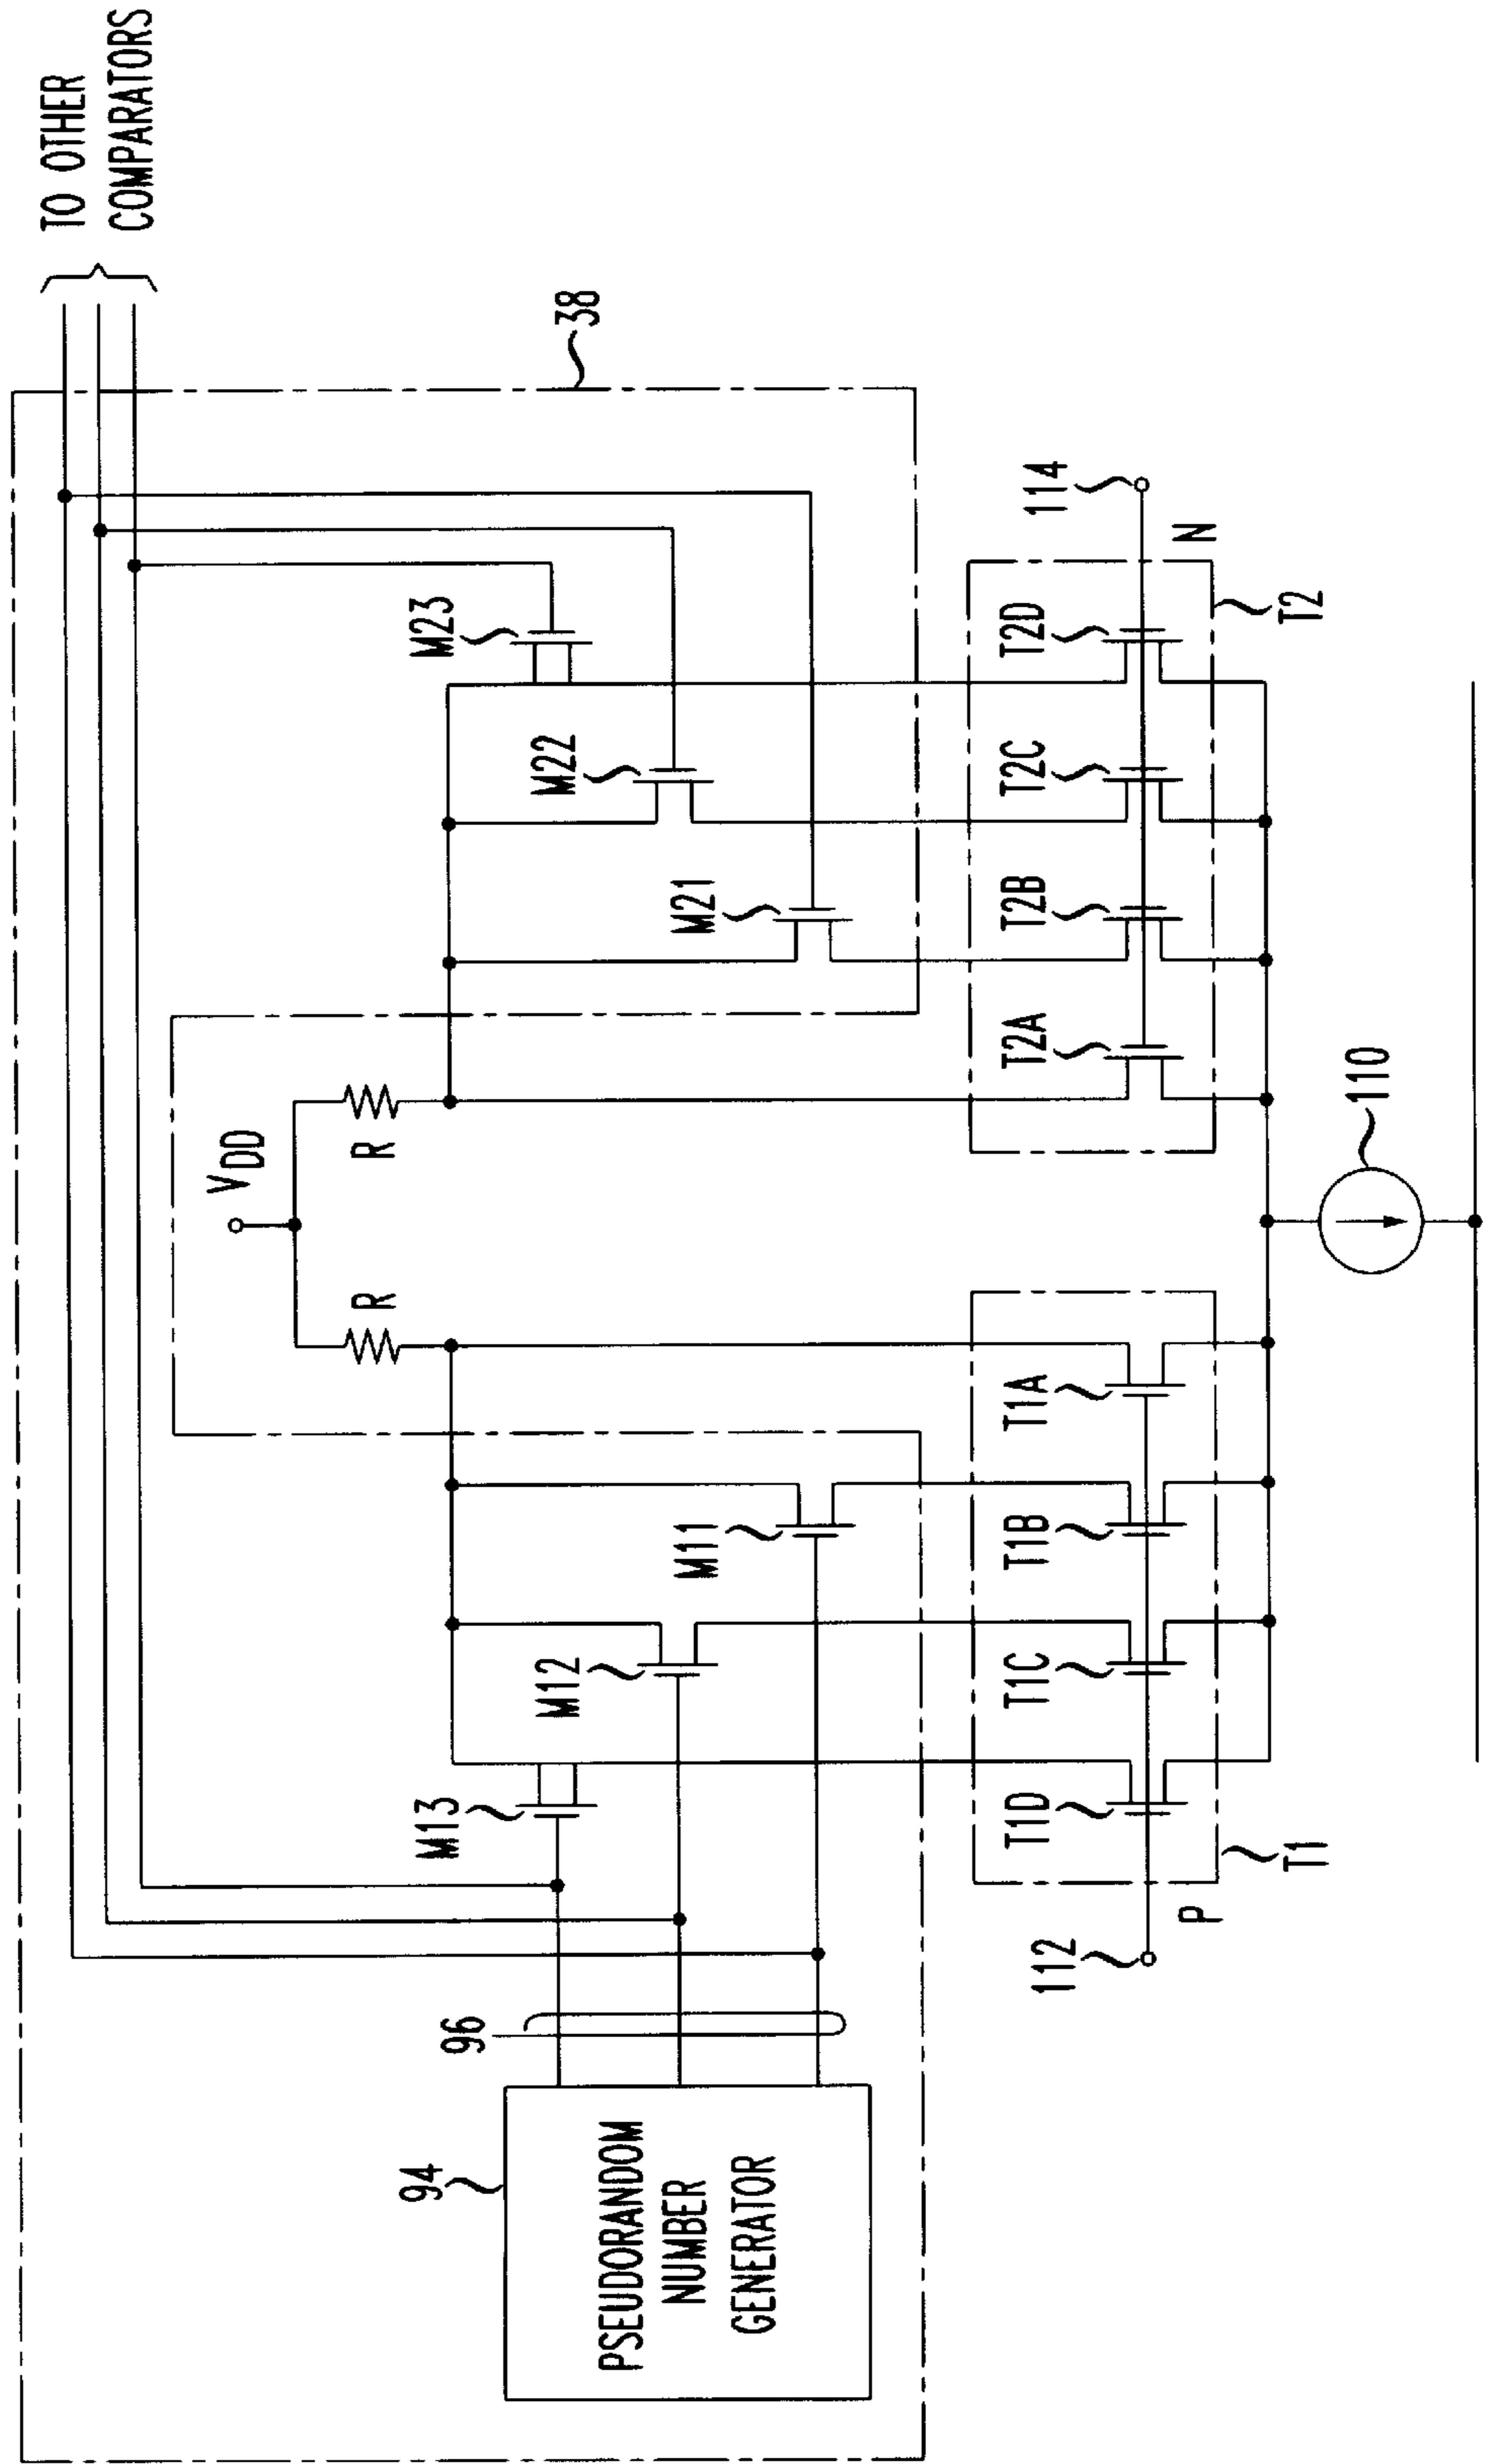 TO OTHER
COMPARATORS
38
VDD
R
R
M13
M12
M11
M21
M22
M23
94
96
PSEUDORANDOM
NUMBER
GENERATOR
112
P
T1D
T1C
T1B
T1A
T1
T2A
T2B
T2C
T2D
T2
114
N
110